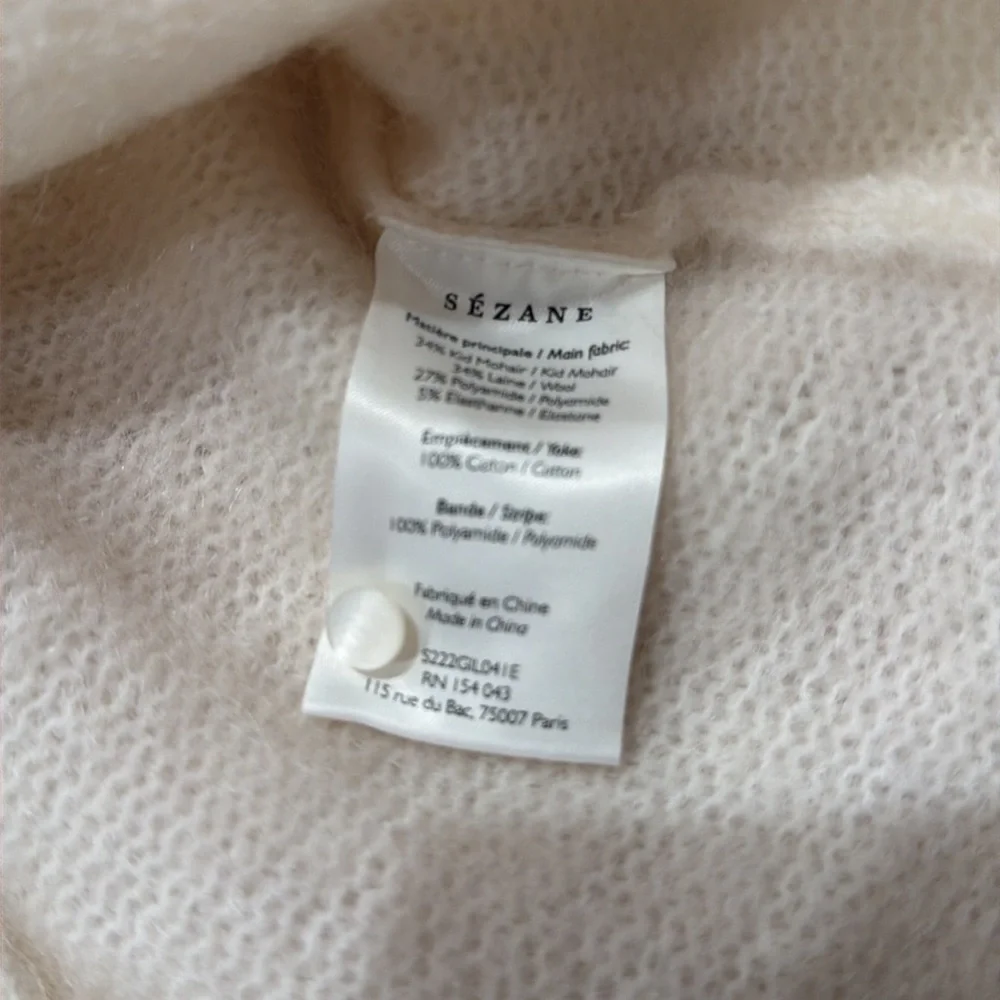 SÉZANE
Matière principale / Main fabric
34% Kid Mohair / Kid Mohair
34% Laine / Wool
27% Polyamide / Polyamide
5% Elasthanne / Elastane
Empiècement / Yoke:
100% Coton / Cotton
Bande / Stripe:
100% Polyamide / Polyamide
Fabriqué en Chine
Made in China
S222GIL041E
RN 154 043
115 rue du Bac, 75007 Paris